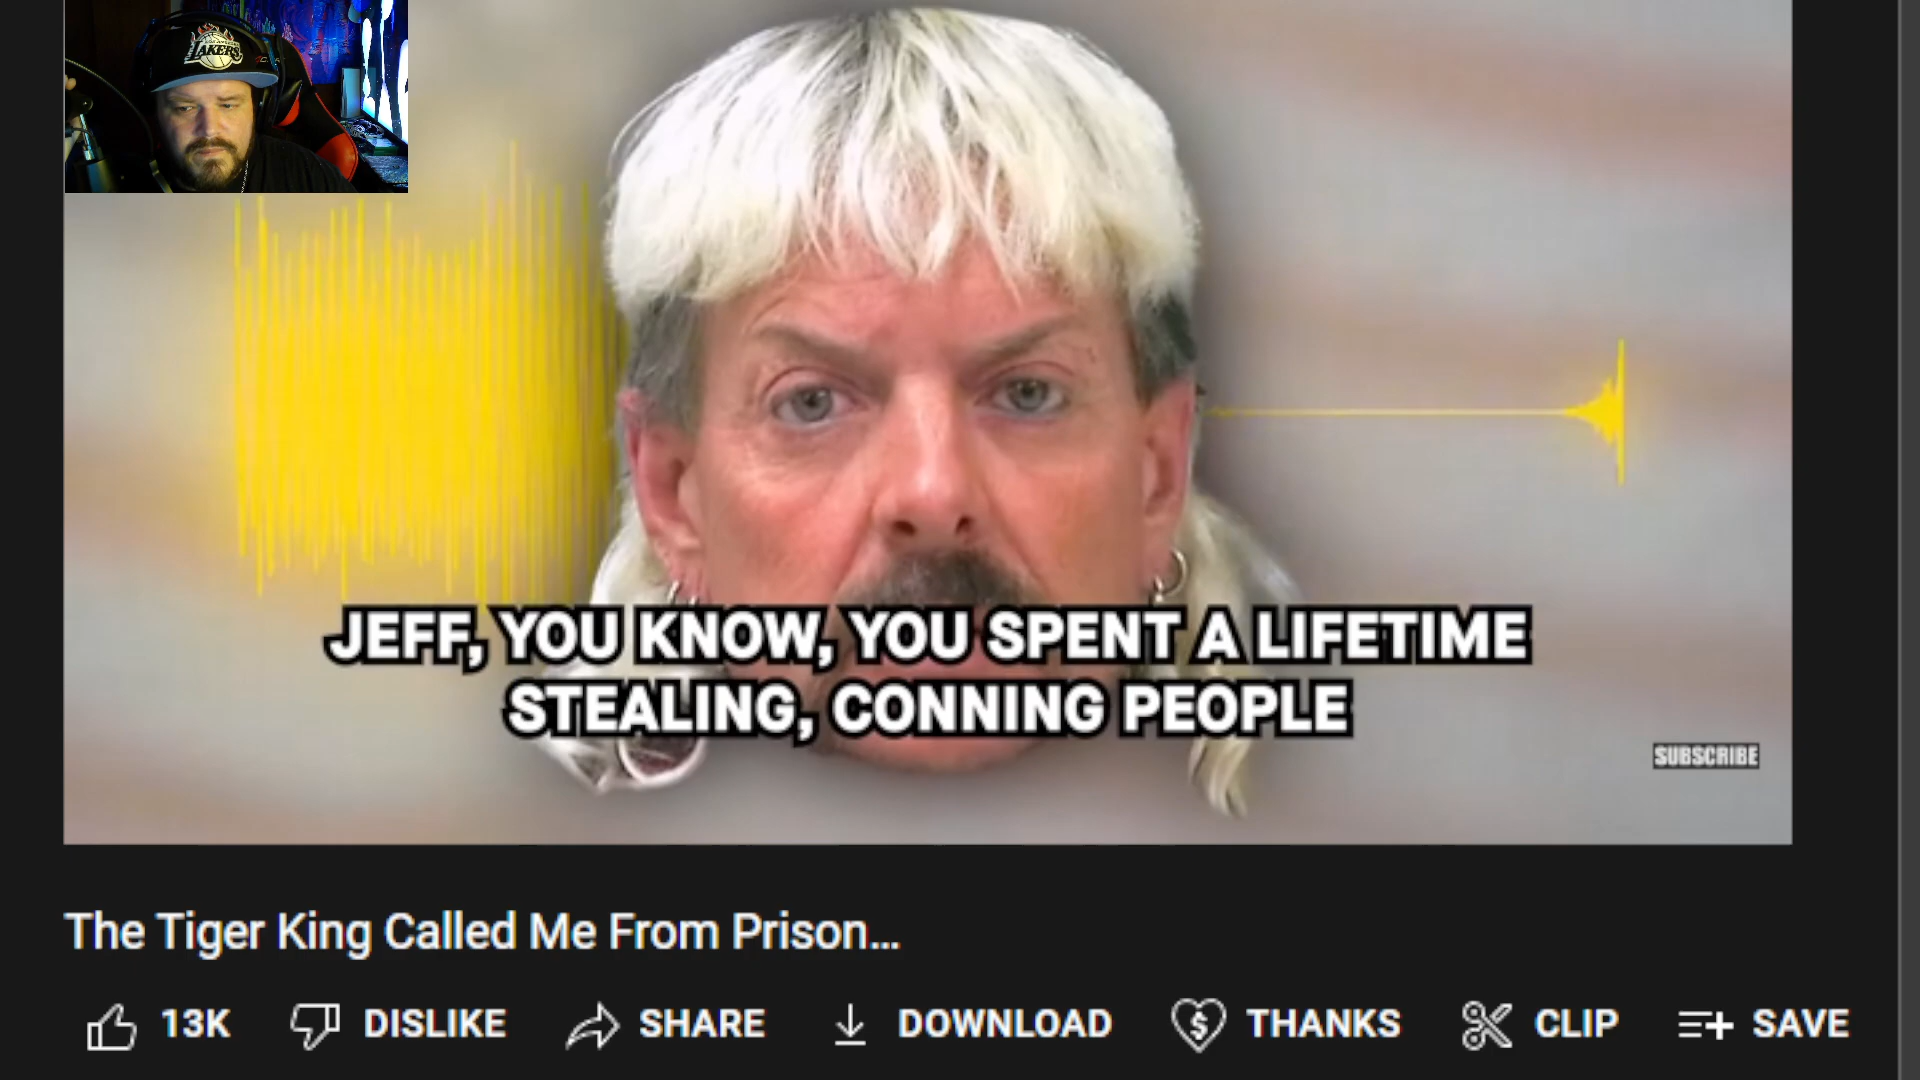 LAKERS
JEFF, YOU KNOW, YOU SPENT A LIFETIME
STEALING, CONNING PEOPLE
SUBSCRIBE
The Tiger King Called Me From Prison...
13K DISLIKE SHARE DOWNLOAD THANKS CLIP SAVE